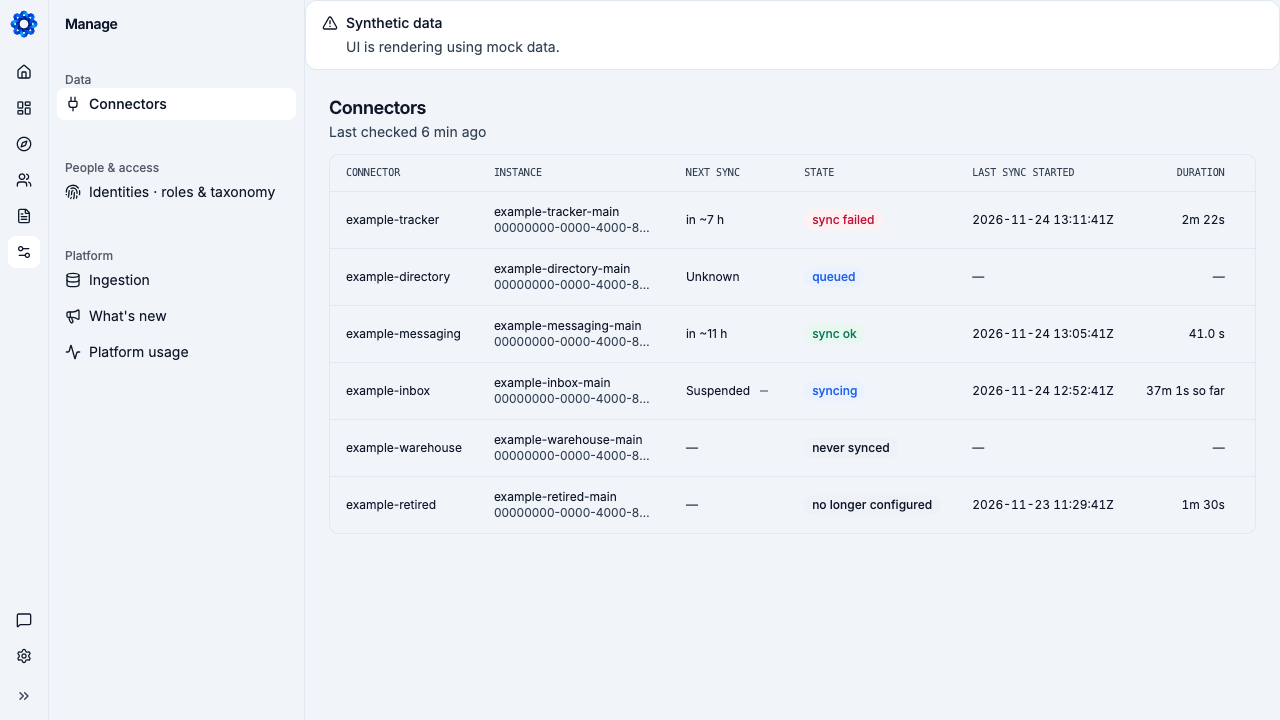 Manage
Data
Connectors
People & access
Identities · roles & taxonomy
Platform
Ingestion
What's new
Platform usage
Synthetic data
UI is rendering using mock data.
Connectors
Last checked 6 min ago
CONNECTOR INSTANCE NEXT SYNC STATE LAST SYNC STARTED DURATION
example-tracker example-tracker-main in ~7 h sync failed 2026-11-24 13:11:41Z 2m 22s
00000000-0000-4000-8...
example-directory example-directory-main Unknown queued — —
00000000-0000-4000-8...
example-messaging example-messaging-main in ~11 h sync ok 2026-11-24 13:05:41Z 41.0 s
00000000-0000-4000-8...
example-inbox example-inbox-main Suspended — syncing 2026-11-24 12:52:41Z 37m 1s so far
00000000-0000-4000-8...
example-warehouse example-warehouse-main — never synced — —
00000000-0000-4000-8...
example-retired example-retired-main — no longer configured 2026-11-23 11:29:41Z 1m 30s
00000000-0000-4000-8...